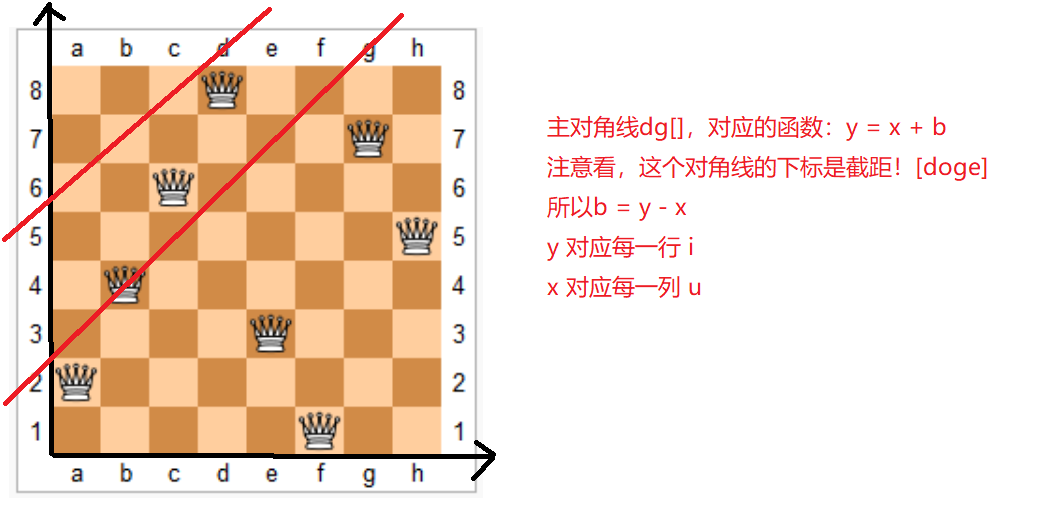 a b c d e f g h
8 8
7 7
主对角线dg[]，对应的函数：y = x + b
注意看，这个对角线的下标是截距！[doge]
6 6
所以b = y - x
5 5
y 对应每一行 i
4 4
x 对应每一列 u
3 3
2 2
1 1
a b c d e f g h